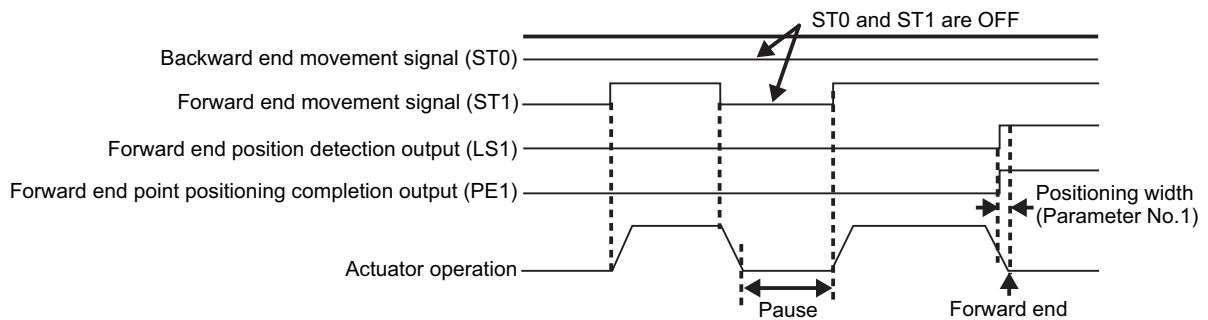 ST0 and ST1 are OFF
Backward end movement signal (ST0)
Forward end movement signal (ST1)
Forward end position detection output (LS1)
Forward end point positioning completion output (PE1)
Positioning width
(Parameter No.1)
Actuator operation
Pause
Forward end